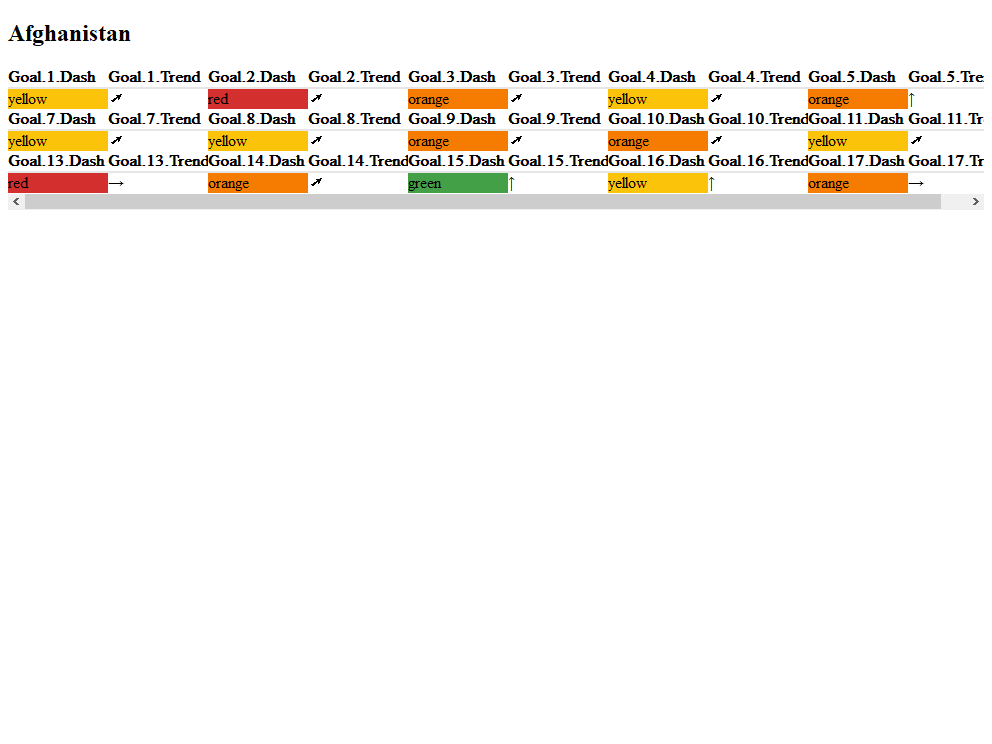 Afghanistan
Goal.1.Dash Goal.1.Trend Goal.2.Dash Goal.2.Trend Goal.3.Dash Goal.3.Trend Goal.4.Dash Goal.4.Trend Goal.5.Dash Goal.5.Tre
yellow ↗ red ↗ orange ↗ yellow ↗ orange ↑
Goal.7.Dash Goal.7.Trend Goal.8.Dash Goal.8.Trend Goal.9.Dash Goal.9.Trend Goal.10.Dash Goal.10.Trend Goal.11.Dash Goal.11.Tr
yellow ↗ yellow ↗ orange ↗ orange ↗ yellow ↗
Goal.13.Dash Goal.13.Trend Goal.14.Dash Goal.14.Trend Goal.15.Dash Goal.15.Trend Goal.16.Dash Goal.16.Trend Goal.17.Dash Goal.17.Tr
red → orange ↗ green ↑ yellow ↑ orange →